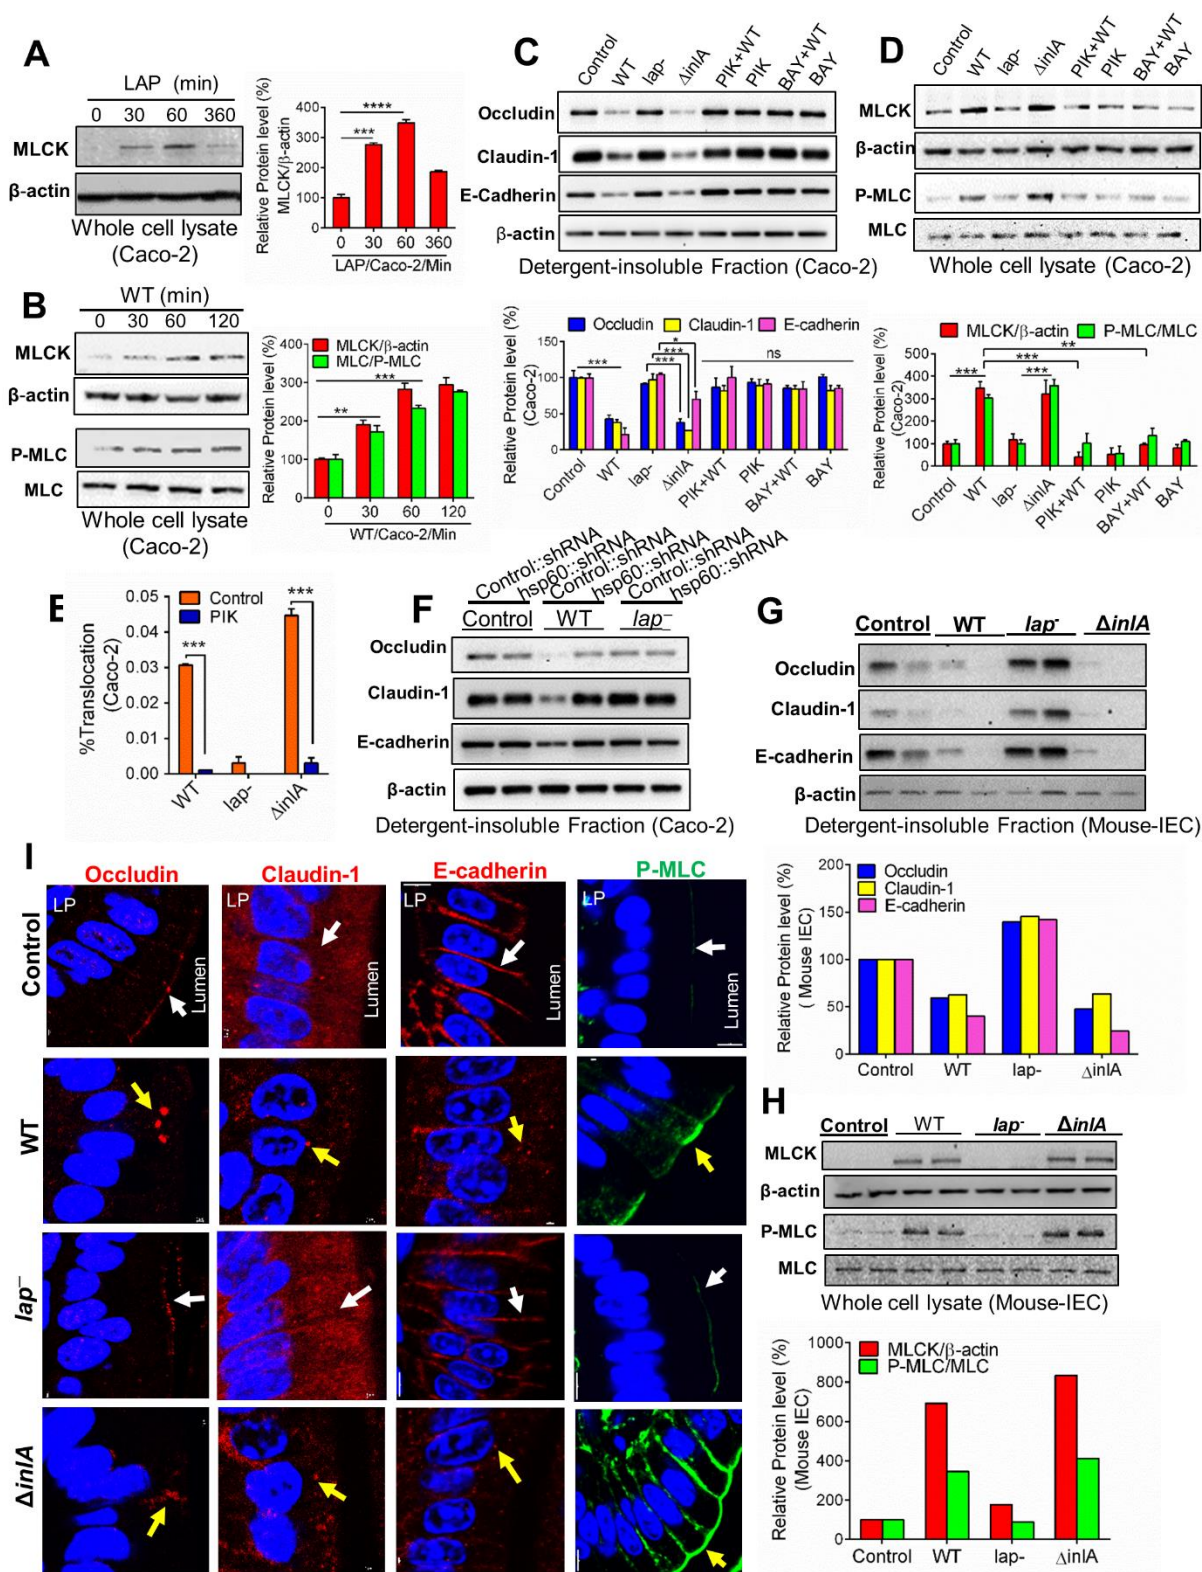 A
LAP (min)
0 30 60 360
MLCK
β-actin
Whole cell lysate
(Caco-2)
Relative Protein level (%)
MLCK/β-actin
500
400
300
200
100
0
***
****
0 30 60 360
LAP/Caco-2/Min
B
WT (min)
0 30 60 120
MLCK
β-actin
P-MLC
MLC
Whole cell lysate
(Caco-2)
Relative Protein level (%)
400
300
200
100
0
MLCK/β-actin
MLC/P-MLC
**
***
0 30 60 120
WT/Caco-2/Min
C
Control WT lap- ΔinlA PIK+WT PIK BAY+WT BAY
Occludin
Claudin-1
E-Cadherin
β-actin
Detergent-insoluble Fraction (Caco-2)
Occludin Claudin-1 E-cadherin
Relative Protein level (%)
(Caco-2)
150
100
50
0
*** *** *** * ns
Control WT lap- ΔinlA PIK+WT PIK BAY+WT BAY
D
Control WT lap- ΔinlA PIK+WT PIK BAY+WT BAY
MLCK
β-actin
P-MLC
MLC
Whole cell lysate (Caco-2)
MLCK/β-actin P-MLC/MLC
Relative Protein level (%)
(Caco-2)
500
400
300
200
100
0
*** *** *** **
Control WT lap- ΔinlA PIK+WT PIK BAY+WT BAY
%Translocation
(Caco-2)
0.05
0.04
0.03
0.02
0.01
0.00
Control
PIK
***
***
WT lap- ΔinlA
F
Control::shRNA hsp60::shRNA Control::shRNA hsp60::shRNA Control::shRNA hsp60::shRNA
Control WT lap⁻
Occludin
Claudin-1
E-cadherin
β-actin
Detergent-insoluble Fraction (Caco-2)
G
Control WT lap⁻ ΔinlA
Occludin
Claudin-1
E-cadherin
β-actin
Detergent-insoluble Fraction (Mouse-IEC)
Relative Protein level (%)
( Mouse IEC)
200
150
100
50
0
Occludin
Claudin-1
E-cadherin
Control WT lap- ΔinlA
H
Control WT lap⁻ ΔinlA
MLCK
β-actin
P-MLC
MLC
Whole cell lysate (Mouse-IEC)
Relative Protein level (%)
(Mouse IEC)
1000
800
600
400
200
0
MLCK/β-actin
P-MLC/MLC
Control WT lap- ΔinlA
I
Occludin Claudin-1 E-cadherin P-MLC
Control
LP Lumen
LP Lumen
Lumen
LP Lumen
WT
lap⁻
ΔinlA